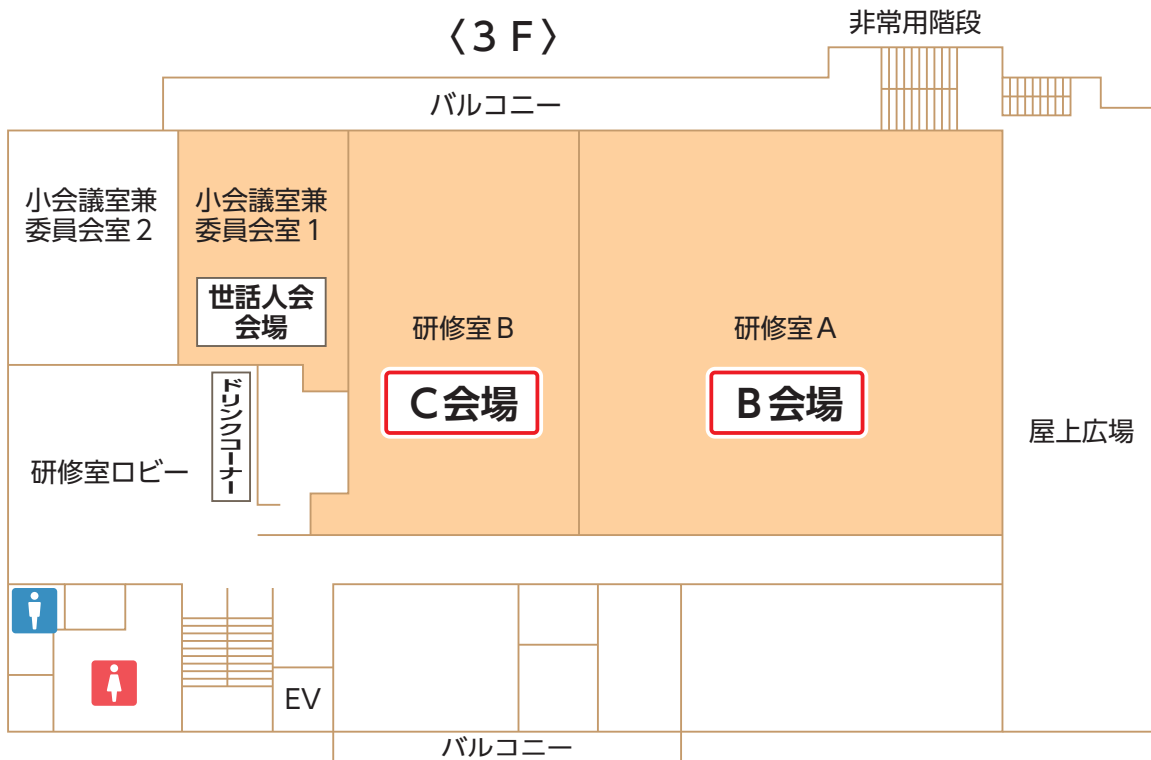 〈３Ｆ〉
非常用階段
バルコニー
小会議室兼
委員会室２
小会議室兼
委員会室１
世話人会
会場
研修室Ｂ
Ｃ会場
研修室Ａ
Ｂ会場
屋上広場
ドリンクコーナー
研修室ロビー
EV
バルコニー